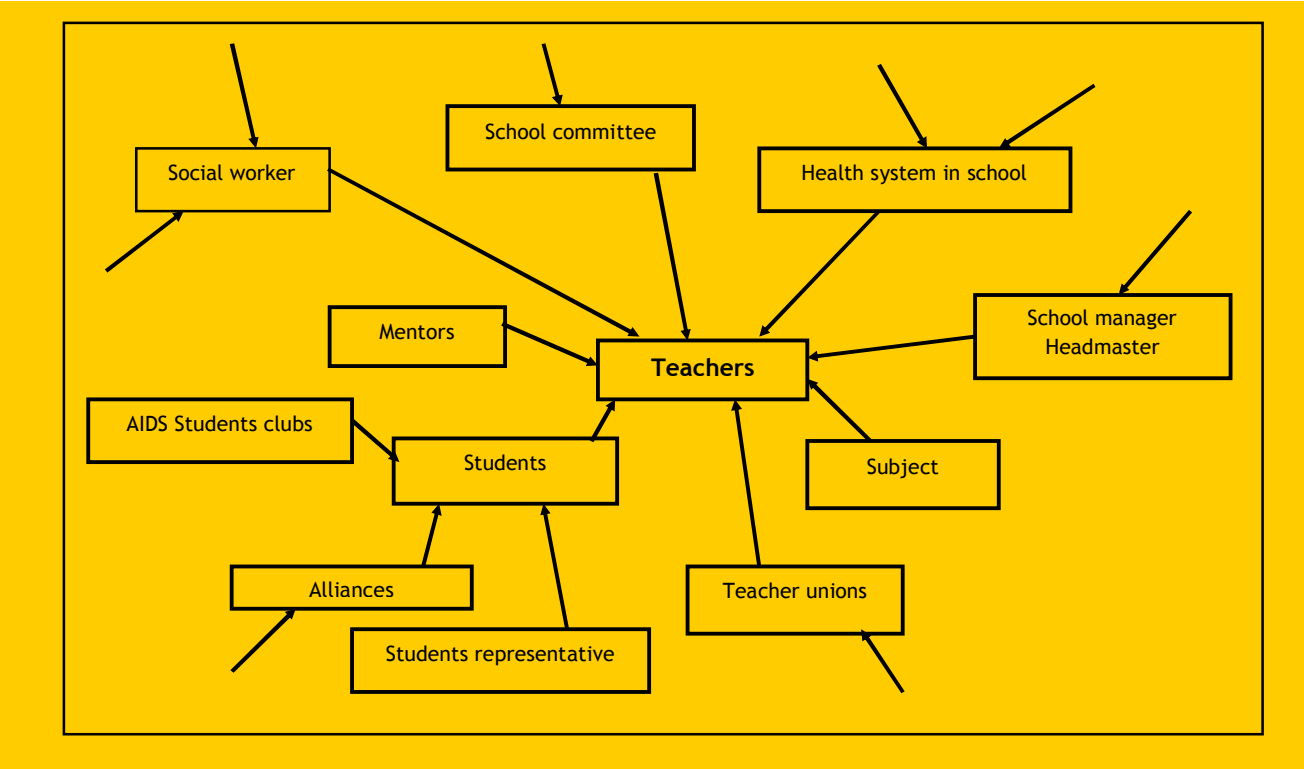 School committee
Social worker
Health system in school
School manager
Headmaster
Mentors
Teachers
AIDS Students clubs
Students
Subject
Alliances
Teacher unions
Students representative